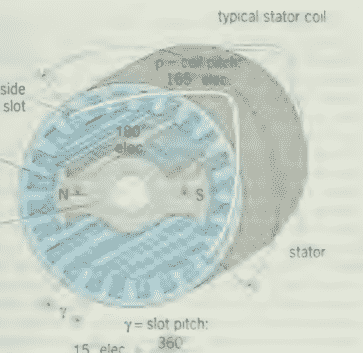 typical stator coil
p = coil pitch:
165° elec.
side
slot
180°
elec.
N
S
stator
γ
γ = slot pitch:
360
15 elec